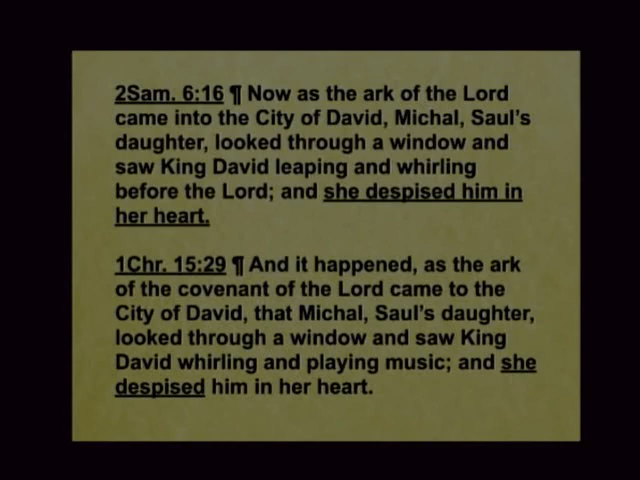 2Sam. 6:16 ¶ Now as the ark of the Lord
came into the City of David, Michal, Saul's
daughter, looked through a window and
saw King David leaping and whirling
before the Lord; and she despised him in
her heart.
1Chr. 15:29 ¶ And it happened, as the ark
of the covenant of the Lord came to the
City of David, that Michal, Saul's daughter,
looked through a window and saw King
David whirling and playing music; and she
despised him in her heart.